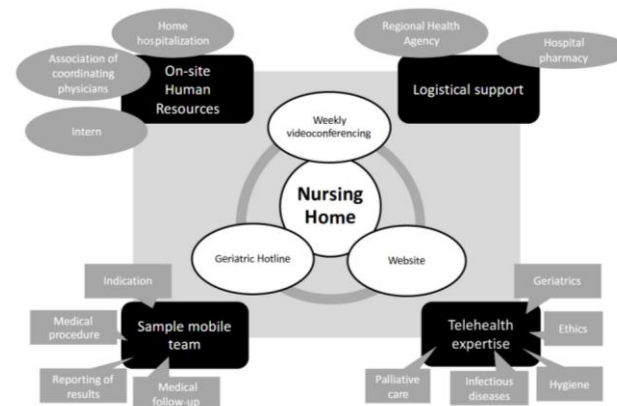 Home
hospitalization
Association of
coordinating
physicians
Intern
On-site
Human
Resources
Regional Health
Agency
Hospital
pharmacy
Logistical support
Weekly
videoconferencing
Nursing
Home
Geriatric Hotline
Website
Indication
Medical
procedure
Reporting of
results
Medical
follow-up
Sample mobile
team
Telehealth
expertise
Geriatrics
Ethics
Hygiene
Infectious
diseases
Palliative
care